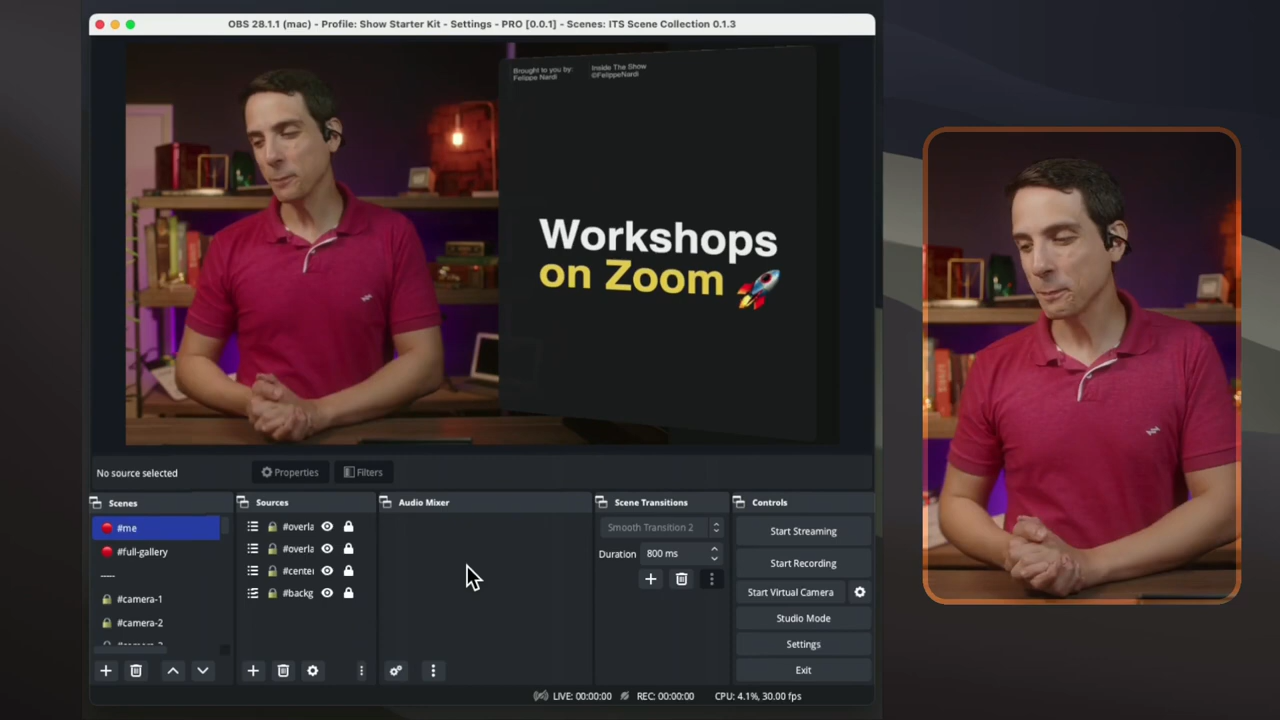 OBS 28.1.1 (mac) - Profile: Show Starter Kit - Settings - PRO [0.0.1] - Scenes: ITS Scene Collection 0.1.3
Brought to you by:
Felippe Nardi
Inside The Show
@FelippeNardi
Workshops
on Zoom 🚀
No source selected
Properties
Filters
Scenes
Sources
Audio Mixer
Scene Transitions
Controls
#me
#full-gallery
-----
#camera-1
#camera-2
#overla
#overla
#center
#backg
Smooth Transition 2
Duration 800 ms
Start Streaming
Start Recording
Start Virtual Camera
Studio Mode
Settings
Exit
LIVE: 00:00:00
REC: 00:00:00
CPU: 4.1%, 30.00 fps